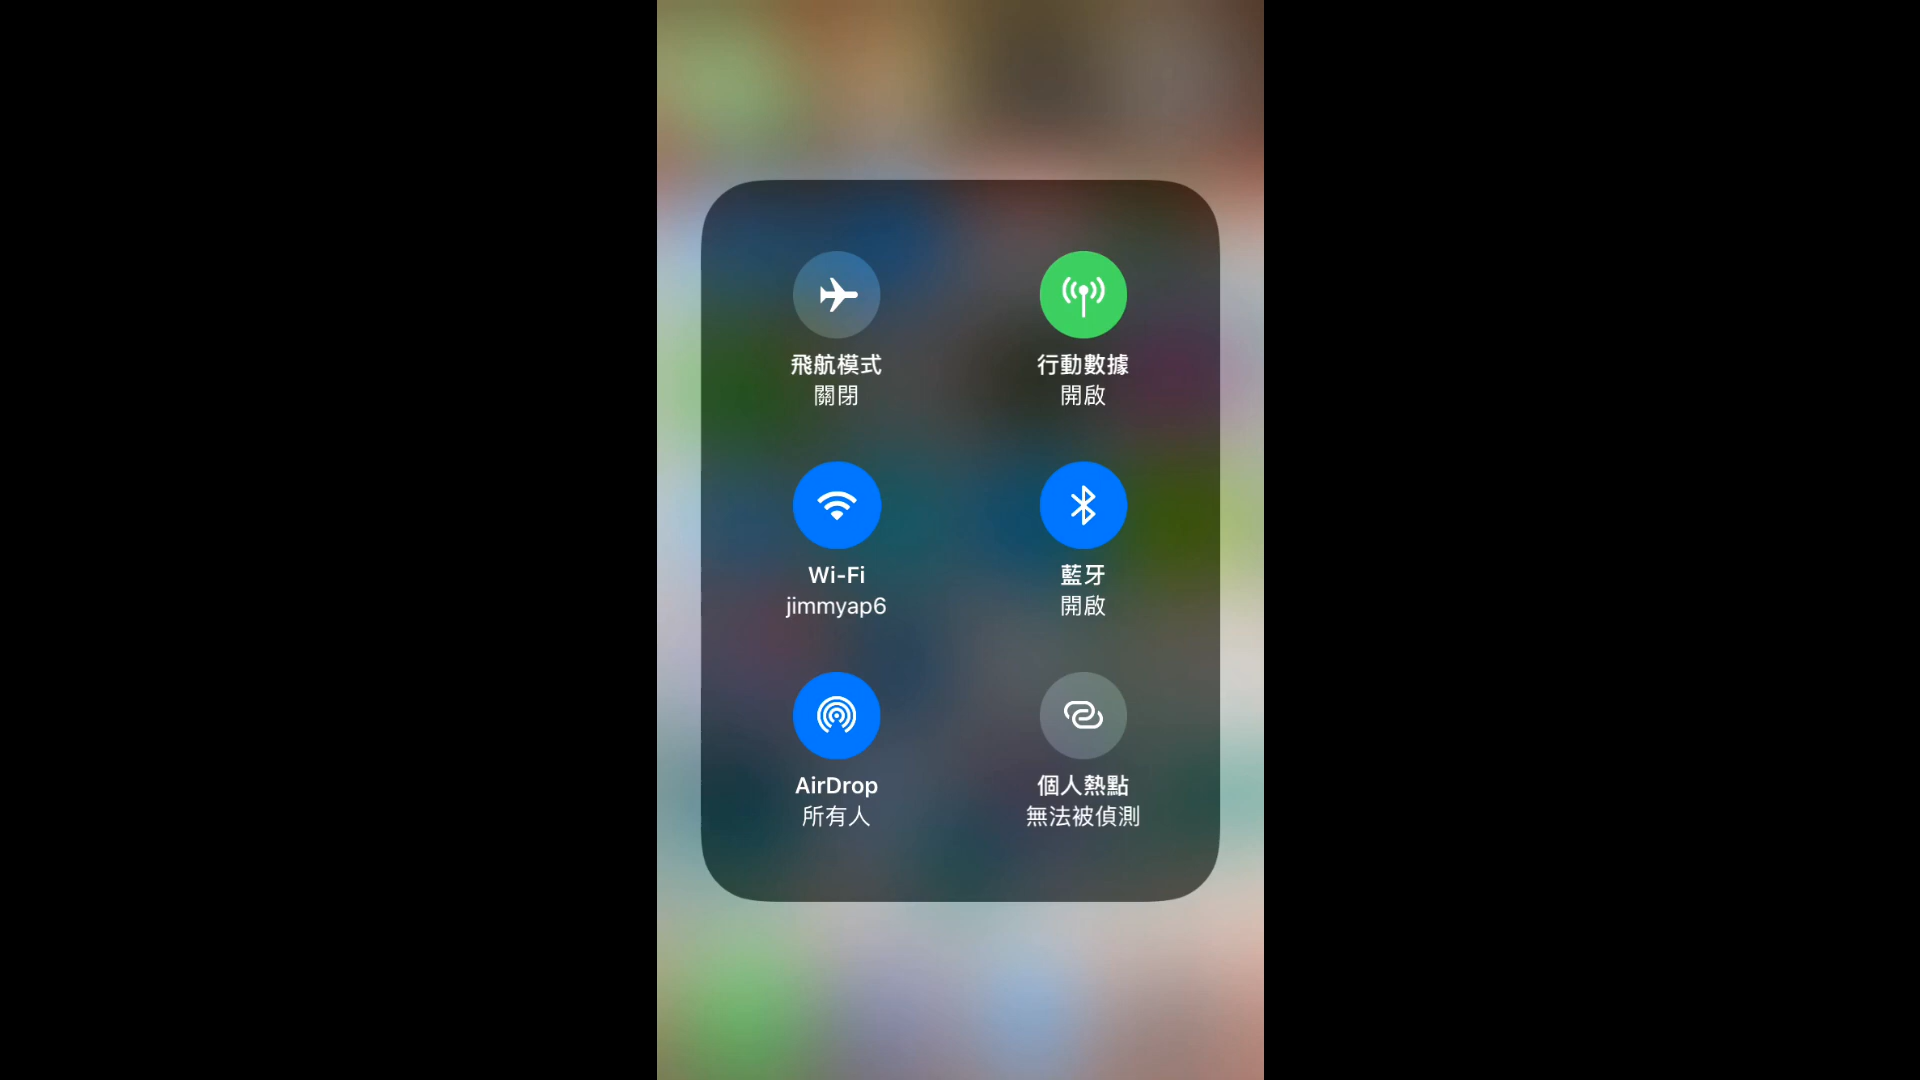 飛航模式
關閉
行動數據
開啟
Wi-Fi
jimmyap6
藍牙
開啟
AirDrop
所有人
個人熱點
無法被偵測